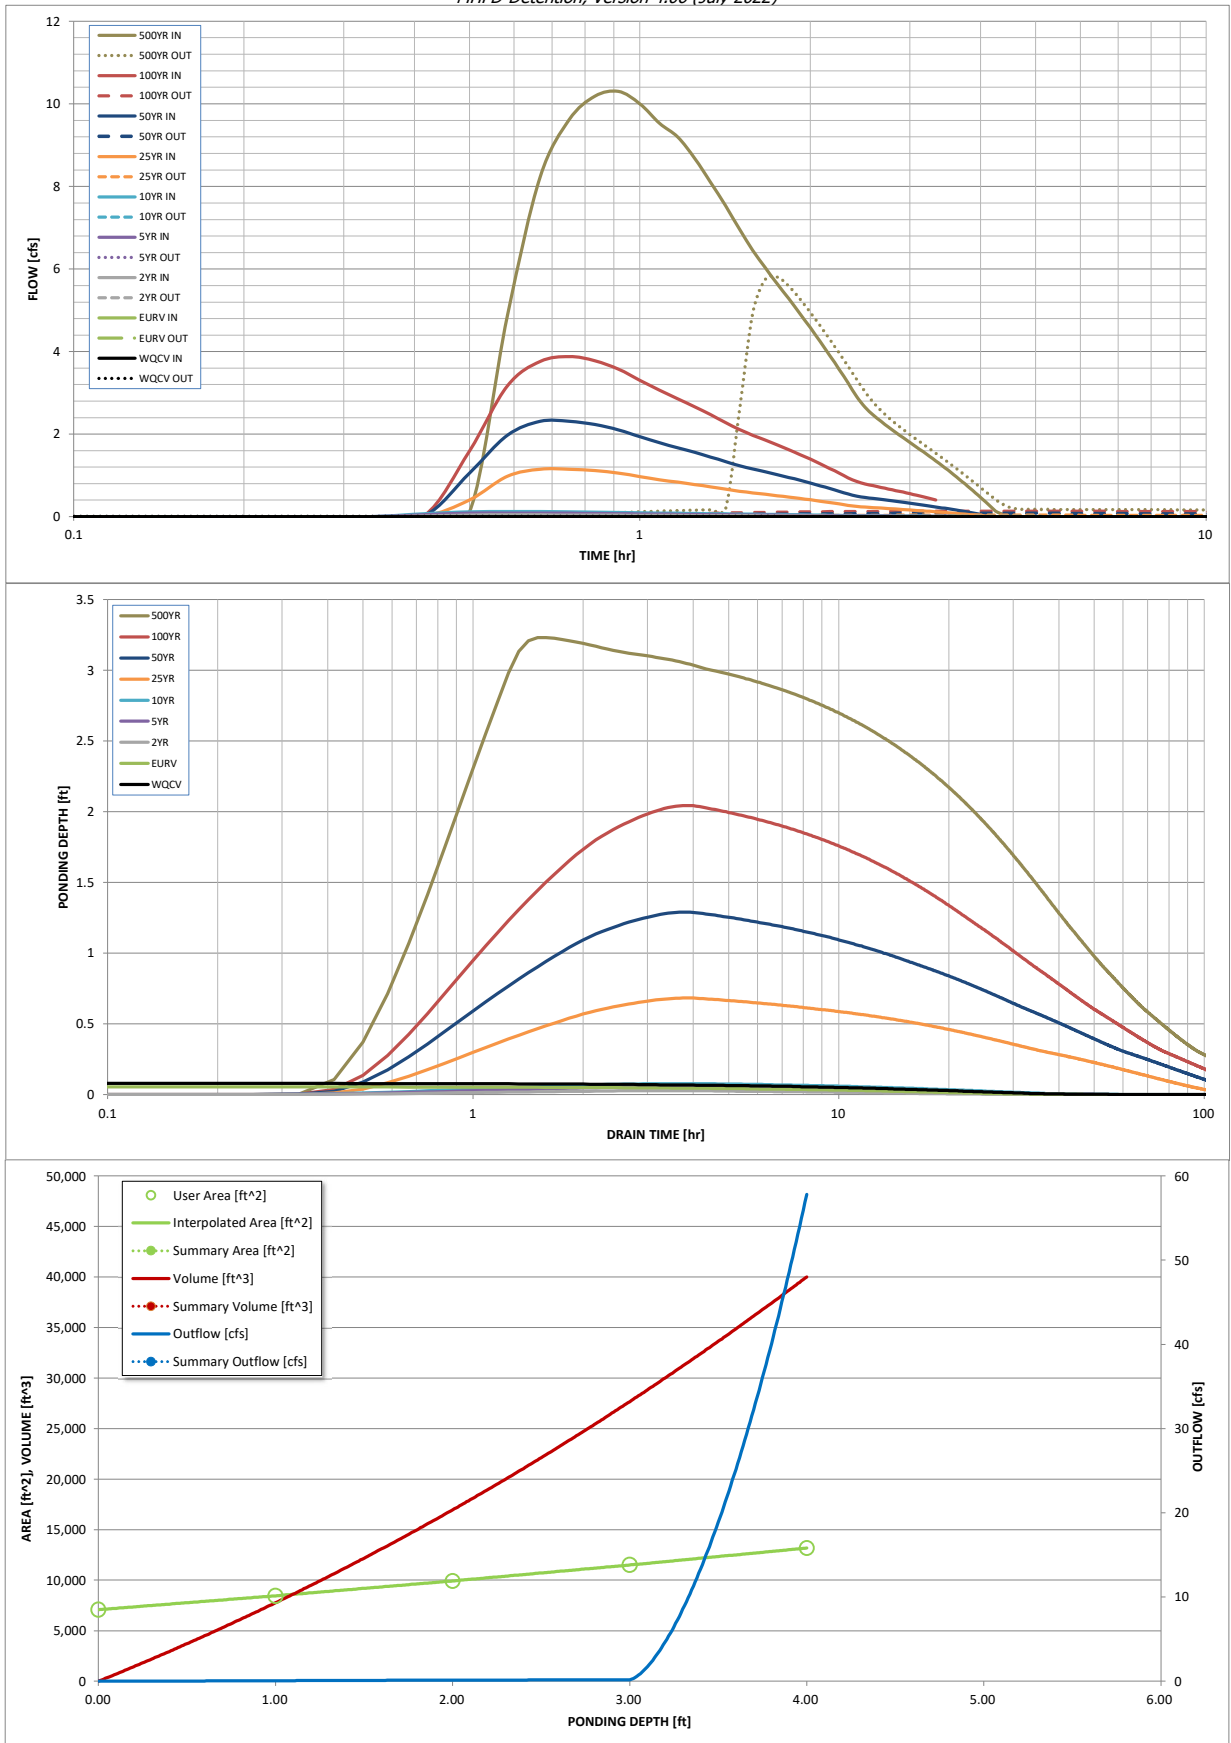 MHFD-Detention, Version 4.06 (July 2022)
12
10
8
6
4
2
0
FLOW [cfs]
500YR IN
500YR OUT
100YR IN
100YR OUT
50YR IN
50YR OUT
25YR IN
25YR OUT
10YR IN
10YR OUT
5YR IN
5YR OUT
2YR IN
2YR OUT
EURV IN
EURV OUT
WQCV IN
WQCV OUT
0.1 1 10
TIME [hr]
3.5
3
2.5
2
1.5
1
0.5
0
PONDING DEPTH [ft]
500YR
100YR
50YR
25YR
10YR
5YR
2YR
EURV
WQCV
0.1 1 10 100
DRAIN TIME [hr]
50,000
45,000
40,000
35,000
30,000
25,000
20,000
15,000
10,000
5,000
0
AREA [ft^2], VOLUME [ft^3]
User Area [ft^2]
Interpolated Area [ft^2]
Summary Area [ft^2]
Volume [ft^3]
Summary Volume [ft^3]
Outflow [cfs]
Summary Outflow [cfs]
60
50
40
30
20
10
0
OUTFLOW [cfs]
0.00 1.00 2.00 3.00 4.00 5.00 6.00
PONDING DEPTH [ft]